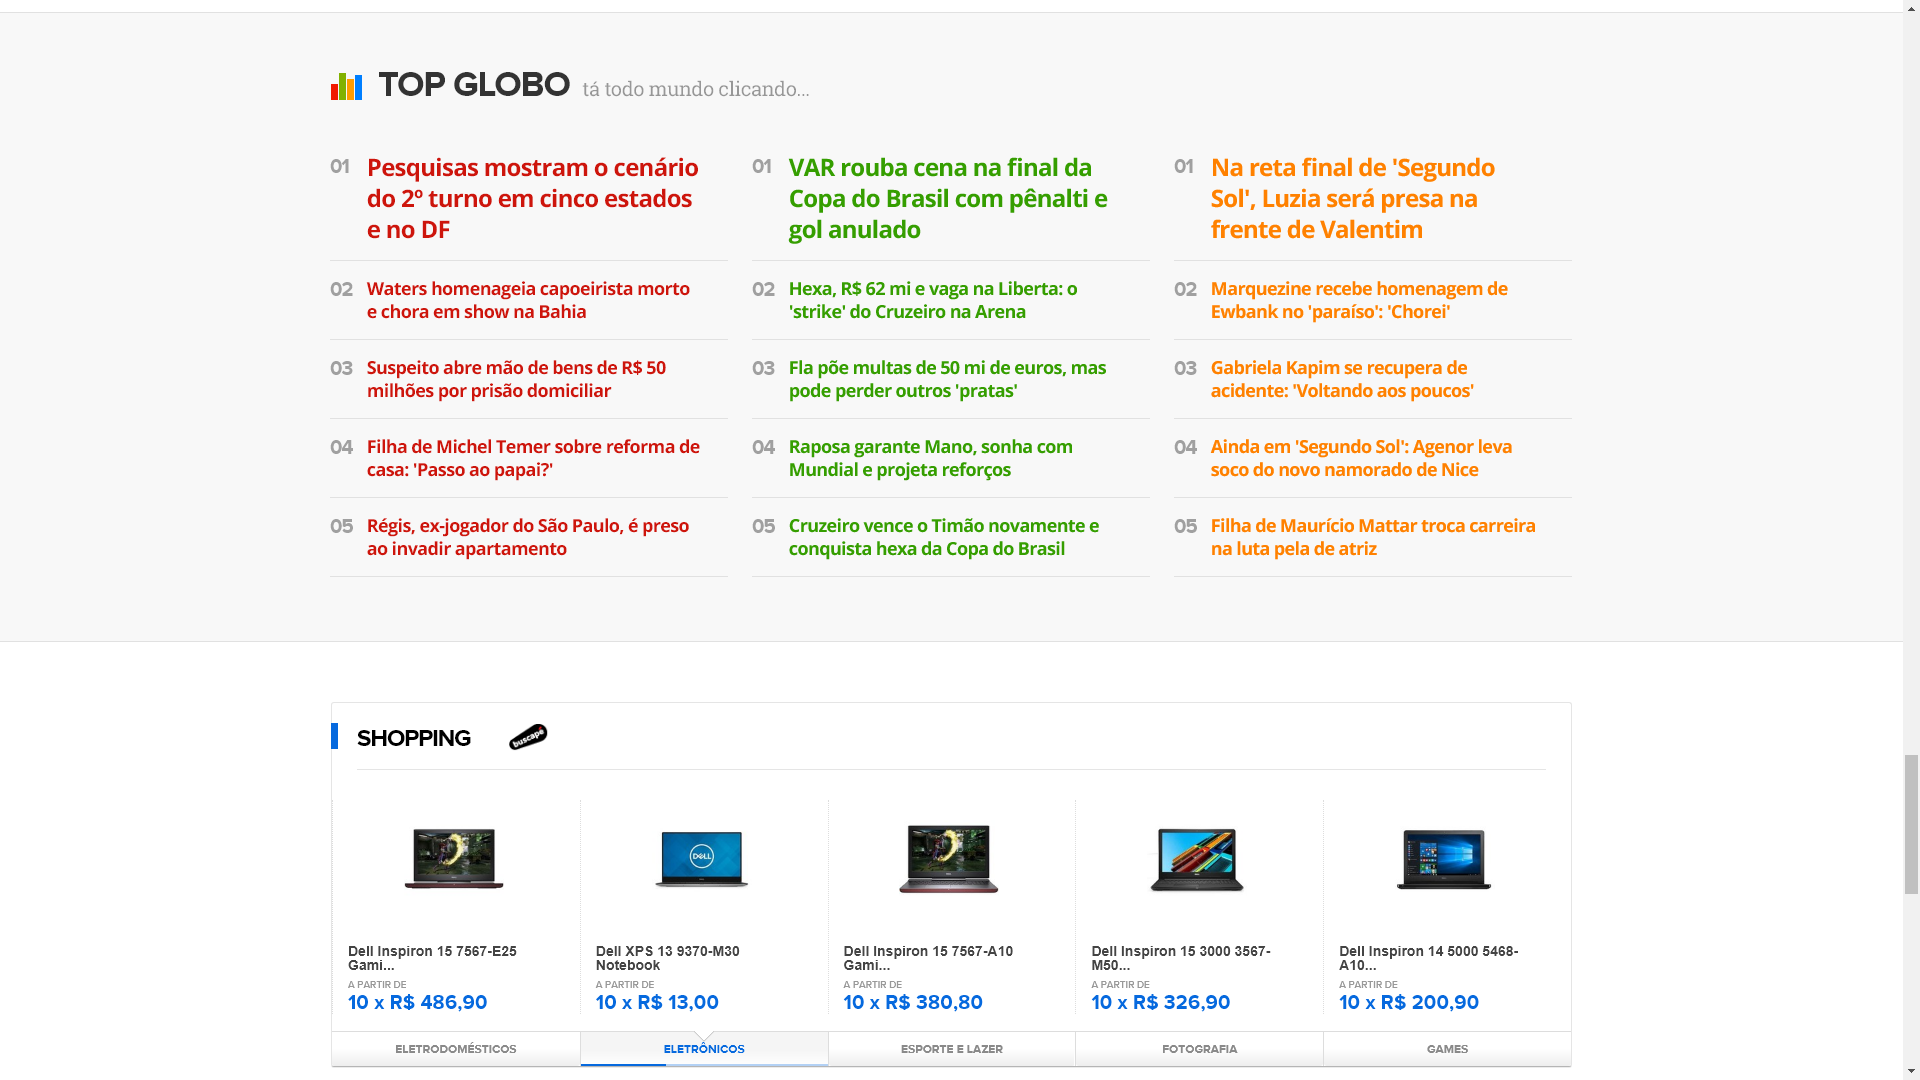 TOP GLOBO tá todo mundo clicando...
01 Pesquisas mostram o cenário
do 2º turno em cinco estados
e no DF
02 Waters homenageia capoeirista morto
e chora em show na Bahia
03 Suspeito abre mão de bens de R$ 50
milhões por prisão domiciliar
04 Filha de Michel Temer sobre reforma de
casa: 'Passo ao papai?'
05 Régis, ex-jogador do São Paulo, é preso
ao invadir apartamento
01 VAR rouba cena na final da
Copa do Brasil com pênalti e
gol anulado
02 Hexa, R$ 62 mi e vaga na Liberta: o
'strike' do Cruzeiro na Arena
03 Fla põe multas de 50 mi de euros, mas
pode perder outros 'pratas'
04 Raposa garante Mano, sonha com
Mundial e projeta reforços
05 Cruzeiro vence o Timão novamente e
conquista hexa da Copa do Brasil
01 Na reta final de 'Segundo
Sol', Luzia será presa na
frente de Valentim
02 Marquezine recebe homenagem de
Ewbank no 'paraíso': 'Chorei'
03 Gabriela Kapim se recupera de
acidente: 'Voltando aos poucos'
04 Ainda em 'Segundo Sol': Agenor leva
soco do novo namorado de Nice
05 Filha de Maurício Mattar troca carreira
na luta pela de atriz
SHOPPING buscapé
DELL
Dell Inspiron 15 7567-E25
Gami...
A PARTIR DE
10 x R$ 486,90
Dell XPS 13 9370-M30
Notebook
A PARTIR DE
10 x R$ 13,00
Dell Inspiron 15 7567-A10
Gami...
A PARTIR DE
10 x R$ 380,80
Dell Inspiron 15 3000 3567-
M50...
A PARTIR DE
10 x R$ 326,90
Dell Inspiron 14 5000 5468-
A10...
A PARTIR DE
10 x R$ 200,90
ELETRODOMÉSTICOS
ELETRÔNICOS
ESPORTE E LAZER
FOTOGRAFIA
GAMES